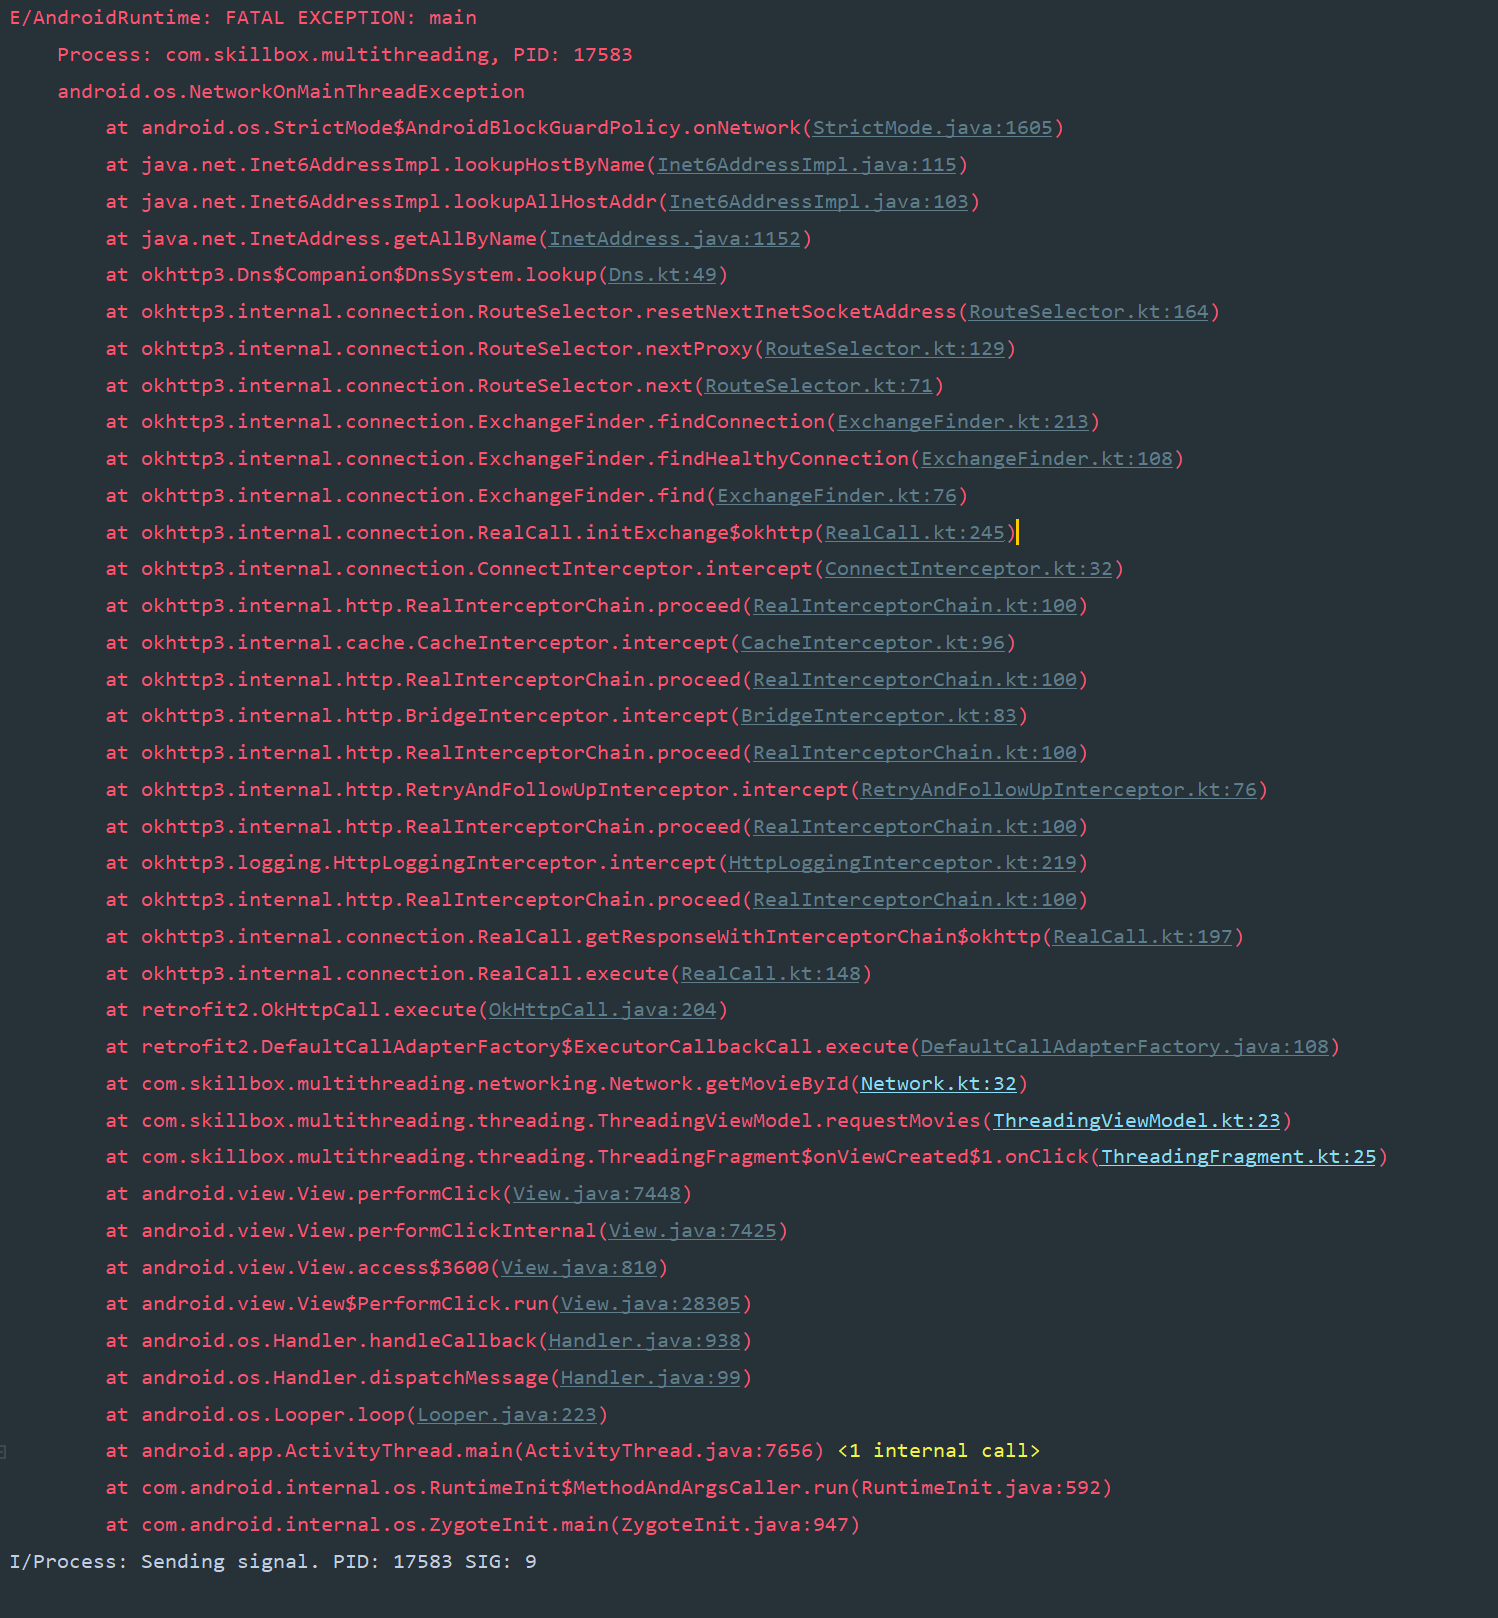 E/AndroidRuntime: FATAL EXCEPTION: main
Process: com.skillbox.multithreading, PID: 17583
android.os.NetworkOnMainThreadException
at android.os.StrictMode$AndroidBlockGuardPolicy.onNetwork(StrictMode.java:1605)
at java.net.Inet6AddressImpl.lookupHostByName(Inet6AddressImpl.java:115)
at java.net.Inet6AddressImpl.lookupAllHostAddr(Inet6AddressImpl.java:103)
at java.net.InetAddress.getAllByName(InetAddress.java:1152)
at okhttp3.Dns$Companion$DnsSystem.lookup(Dns.kt:49)
at okhttp3.internal.connection.RouteSelector.resetNextInetSocketAddress(RouteSelector.kt:164)
at okhttp3.internal.connection.RouteSelector.nextProxy(RouteSelector.kt:129)
at okhttp3.internal.connection.RouteSelector.next(RouteSelector.kt:71)
at okhttp3.internal.connection.ExchangeFinder.findConnection(ExchangeFinder.kt:213)
at okhttp3.internal.connection.ExchangeFinder.findHealthyConnection(ExchangeFinder.kt:108)
at okhttp3.internal.connection.ExchangeFinder.find(ExchangeFinder.kt:76)
at okhttp3.internal.connection.RealCall.initExchange$okhttp(RealCall.kt:245)
at okhttp3.internal.connection.ConnectInterceptor.intercept(ConnectInterceptor.kt:32)
at okhttp3.internal.http.RealInterceptorChain.proceed(RealInterceptorChain.kt:100)
at okhttp3.internal.cache.CacheInterceptor.intercept(CacheInterceptor.kt:96)
at okhttp3.internal.http.RealInterceptorChain.proceed(RealInterceptorChain.kt:100)
at okhttp3.internal.http.BridgeInterceptor.intercept(BridgeInterceptor.kt:83)
at okhttp3.internal.http.RealInterceptorChain.proceed(RealInterceptorChain.kt:100)
at okhttp3.internal.http.RetryAndFollowUpInterceptor.intercept(RetryAndFollowUpInterceptor.kt:76)
at okhttp3.internal.http.RealInterceptorChain.proceed(RealInterceptorChain.kt:100)
at okhttp3.logging.HttpLoggingInterceptor.intercept(HttpLoggingInterceptor.kt:219)
at okhttp3.internal.http.RealInterceptorChain.proceed(RealInterceptorChain.kt:100)
at okhttp3.internal.connection.RealCall.getResponseWithInterceptorChain$okhttp(RealCall.kt:197)
at okhttp3.internal.connection.RealCall.execute(RealCall.kt:148)
at retrofit2.OkHttpCall.execute(OkHttpCall.java:204)
at retrofit2.DefaultCallAdapterFactory$ExecutorCallbackCall.execute(DefaultCallAdapterFactory.java:108)
at com.skillbox.multithreading.networking.Network.getMovieById(Network.kt:32)
at com.skillbox.multithreading.threading.ThreadingViewModel.requestMovies(ThreadingViewModel.kt:23)
at com.skillbox.multithreading.threading.ThreadingFragment$onViewCreated$1.onClick(ThreadingFragment.kt:25)
at android.view.View.performClick(View.java:7448)
at android.view.View.performClickInternal(View.java:7425)
at android.view.View.access$3600(View.java:810)
at android.view.View$PerformClick.run(View.java:28305)
at android.os.Handler.handleCallback(Handler.java:938)
at android.os.Handler.dispatchMessage(Handler.java:99)
at android.os.Looper.loop(Looper.java:223)
at android.app.ActivityThread.main(ActivityThread.java:7656) <1 internal call>
at com.android.internal.os.RuntimeInit$MethodAndArgsCaller.run(RuntimeInit.java:592)
at com.android.internal.os.ZygoteInit.main(ZygoteInit.java:947)
I/Process: Sending signal. PID: 17583 SIG: 9